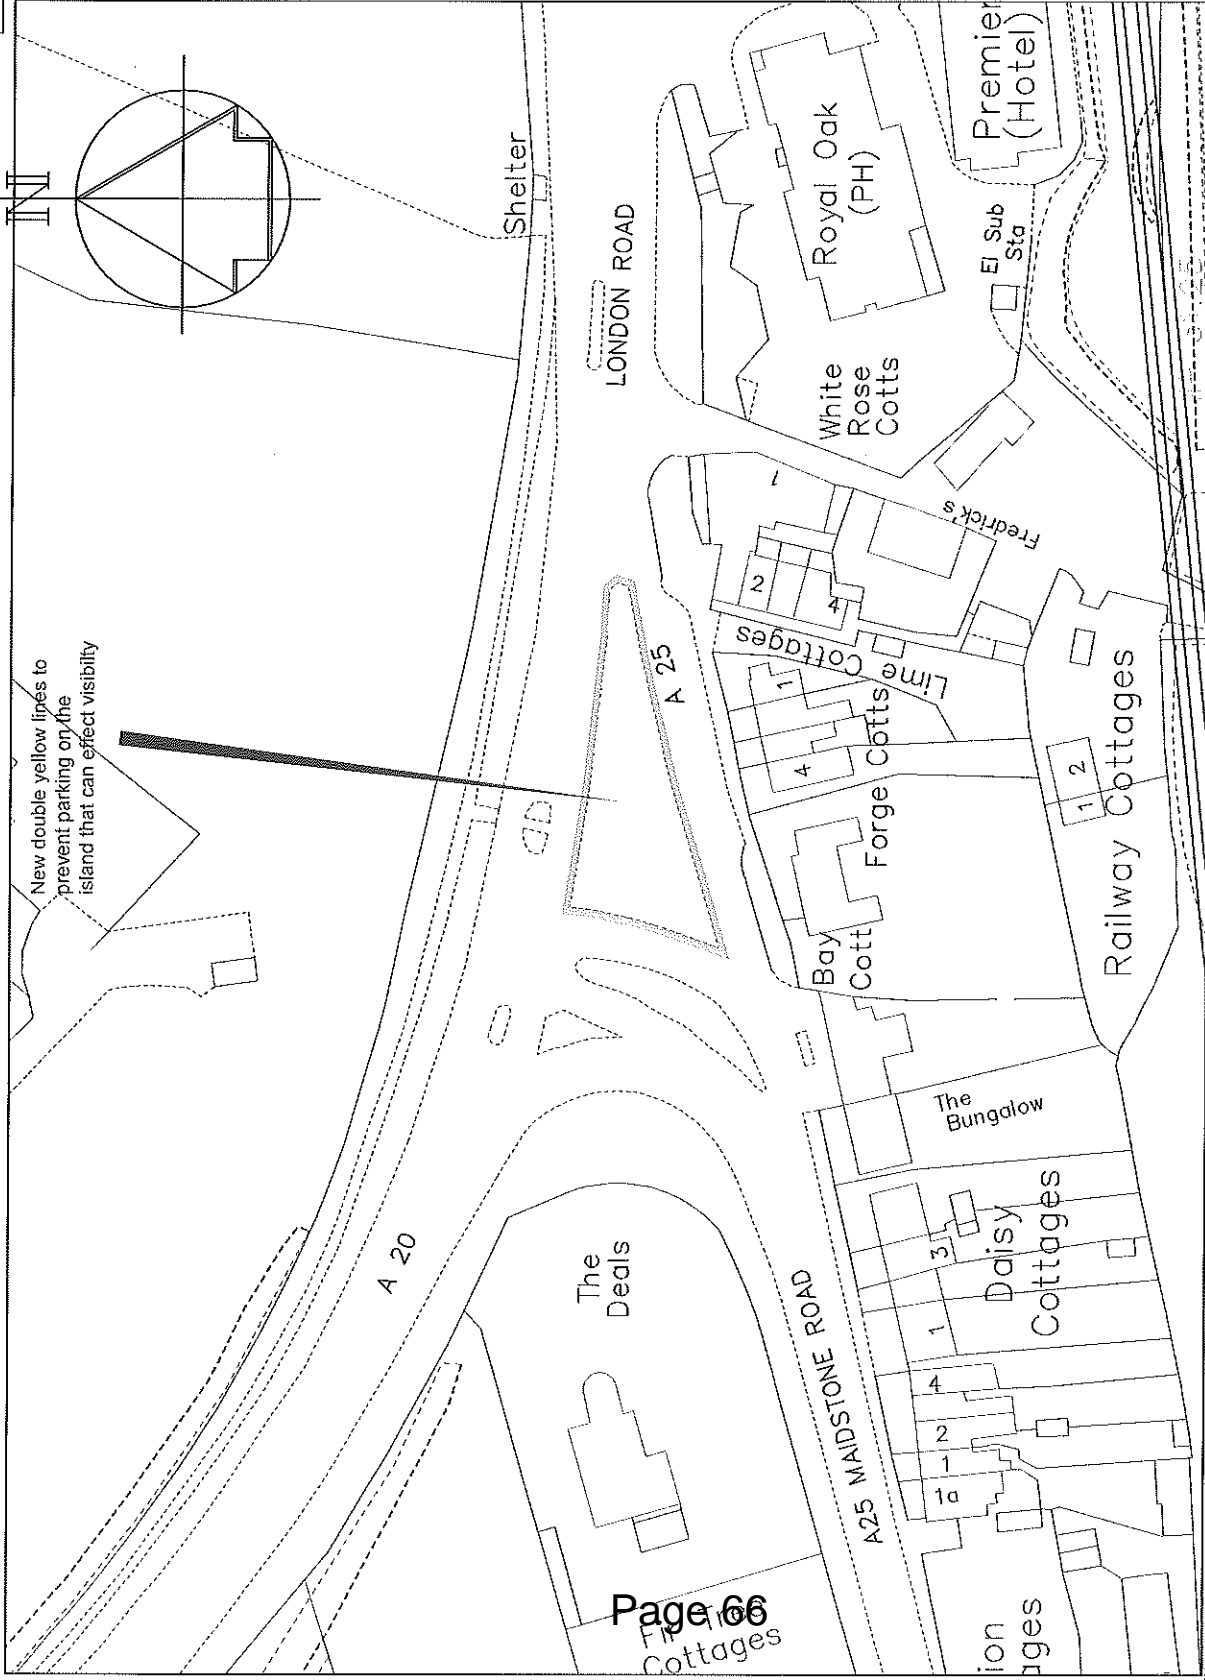 N
New double yellow lines to
prevent parking on the
island that can effect visibilty
Shelter
LONDON ROAD
Premier
(Hotel)
Royal Oak
(PH)
El Sub
Sta
White
Rose
Cotts
1
Fredrick's
2
4
Lime Cottages
A 25
1
4
Forge Cotts
Bay
Cott
1
2
Railway Cottages
The
Bungalow
A 20
The
Deals
3
Daisy
Cottages
1
4
2
1
1a
A25 MAIDSTONE ROAD
Cottages
Page 66